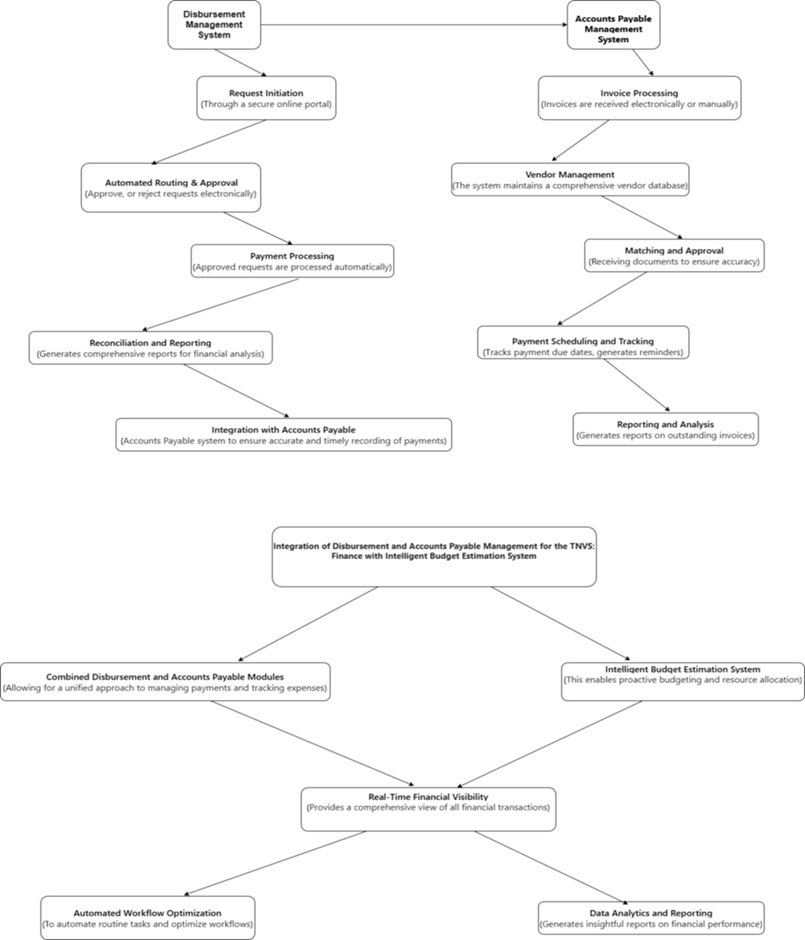 Disbursement
Management
System
Accounts Payable
Management
System
Request Initiation
(Through a secure online portal)
Invoice Processing
(Invoices are received electronically or manually)
Automated Routing & Approval
(Approve, or reject requests electronically)
Vendor Management
(The system maintains a comprehensive vendor database)
Payment Processing
(Approved requests are processed automatically)
Matching and Approval
(Receiving documents to ensure accuracy)
Reconciliation and Reporting
(Generates comprehensive reports for financial analysis)
Payment Scheduling and Tracking
(Tracks payment due dates, generates reminders)
Integration with Accounts Payable
(Accounts Payable system to ensure accurate and timely recording of payments)
Reporting and Analysis
(Generates reports on outstanding invoices)
Integration of Disbursement and Accounts Payable Management for the TNVS:
Finance with Intelligent Budget Estimation System
Combined Disbursement and Accounts Payable Modules
(Allowing for a unified approach to managing payments and tracking expenses)
Intelligent Budget Estimation System
(This enables proactive budgeting and resource allocation)
Real-Time Financial Visibility
(Provides a comprehensive view of all financial transactions)
Automated Workflow Optimization
(To automate routine tasks and optimize workflows)
Data Analytics and Reporting
(Generates insightful reports on financial performance)